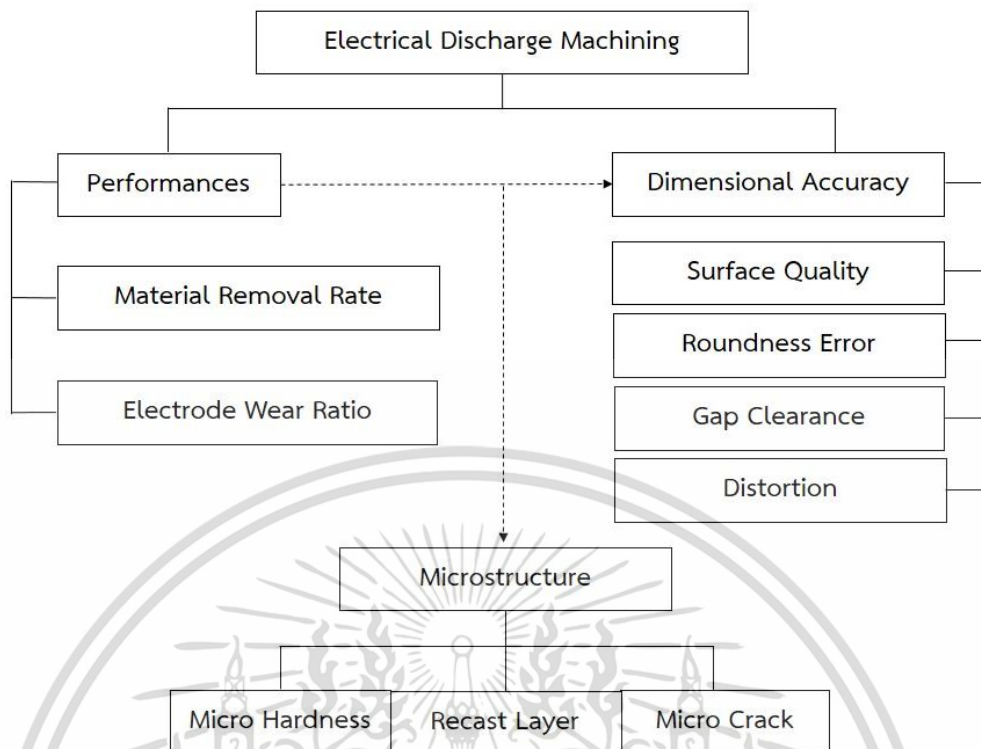 Electrical Discharge Machining
Performances
Dimensional Accuracy
Material Removal Rate
Surface Quality
Roundness Error
Electrode Wear Ratio
Gap Clearance
Distortion
Microstructure
Micro Hardness
Recast Layer
Micro Crack